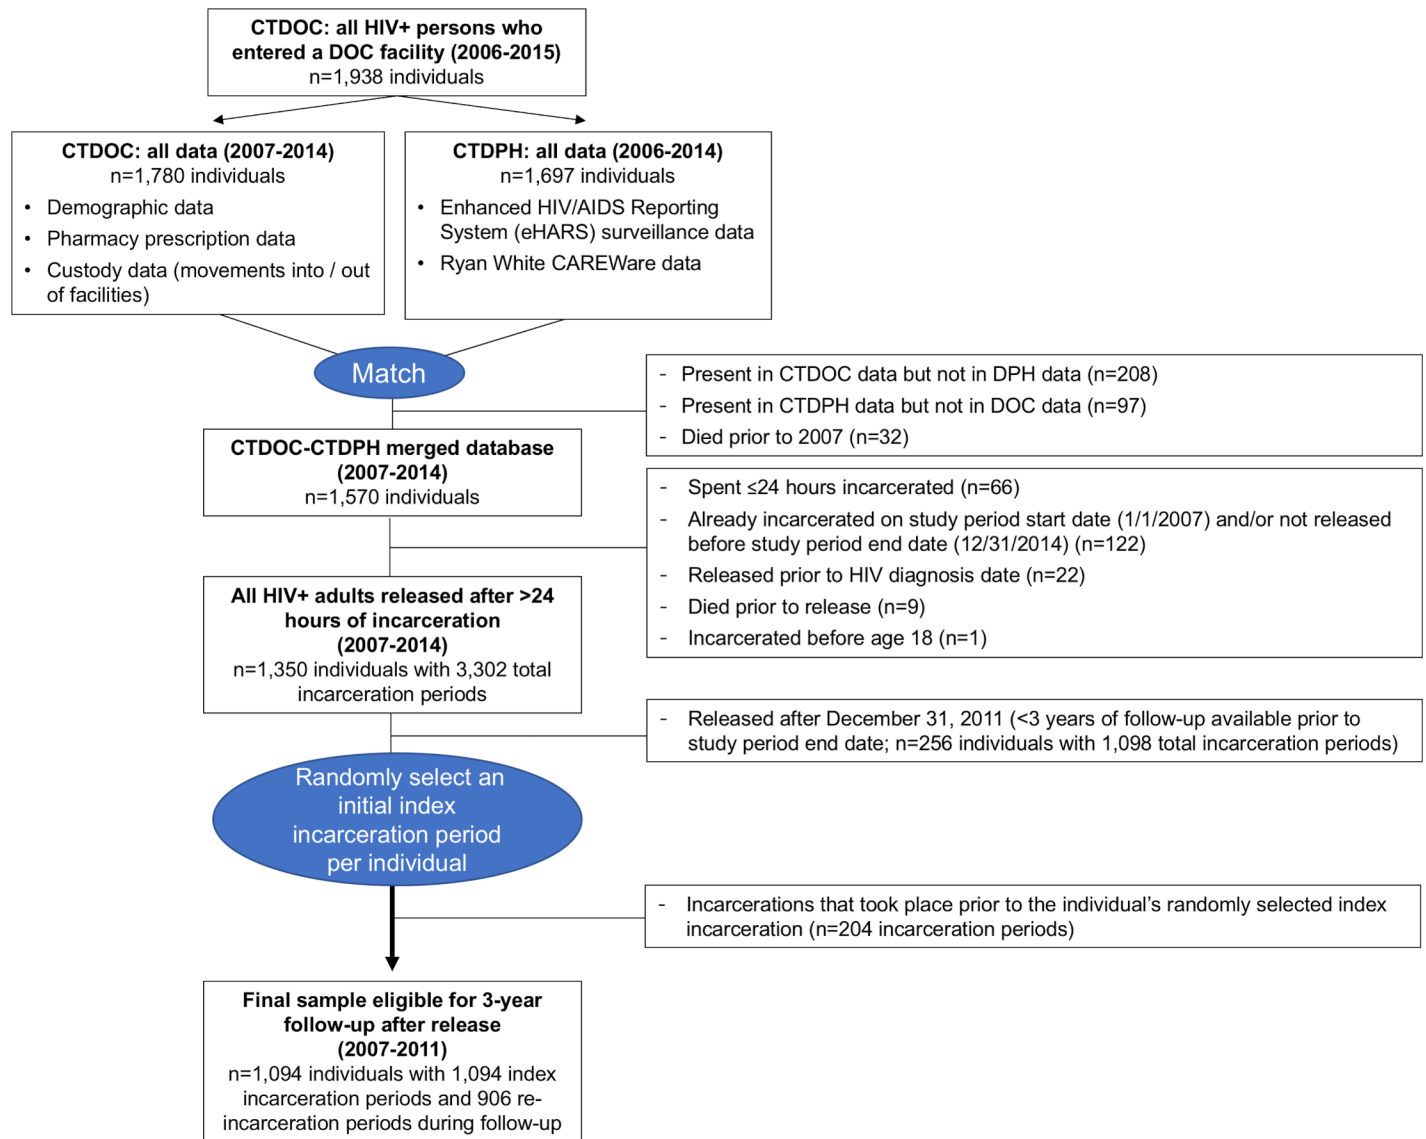 CTDOC: all HIV+ persons who
entered a DOC facility (2006-2015)
n=1,938 individuals
CTDOC: all data (2007-2014)
n=1,780 individuals
• Demographic data
• Pharmacy prescription data
• Custody data (movements into / out
of facilities)
CTDPH: all data (2006-2014)
n=1,697 individuals
• Enhanced HIV/AIDS Reporting
System (eHARS) surveillance data
• Ryan White CAREWare data
Match
- Present in CTDOC data but not in DPH data (n=208)
- Present in CTDPH data but not in DOC data (n=97)
- Died prior to 2007 (n=32)
CTDOC-CTDPH merged database
(2007-2014)
n=1,570 individuals
- Spent ≤24 hours incarcerated (n=66)
- Already incarcerated on study period start date (1/1/2007) and/or not released
before study period end date (12/31/2014) (n=122)
- Released prior to HIV diagnosis date (n=22)
- Died prior to release (n=9)
- Incarcerated before age 18 (n=1)
All HIV+ adults released after >24
hours of incarceration
(2007-2014)
n=1,350 individuals with 3,302 total
incarceration periods
- Released after December 31, 2011 (<3 years of follow-up available prior to
study period end date; n=256 individuals with 1,098 total incarceration periods)
Randomly select an
initial index
incarceration period
per individual
- Incarcerations that took place prior to the individual's randomly selected index
incarceration (n=204 incarceration periods)
Final sample eligible for 3-year
follow-up after release
(2007-2011)
n=1,094 individuals with 1,094 index
incarceration periods and 906 re-
incarceration periods during follow-up